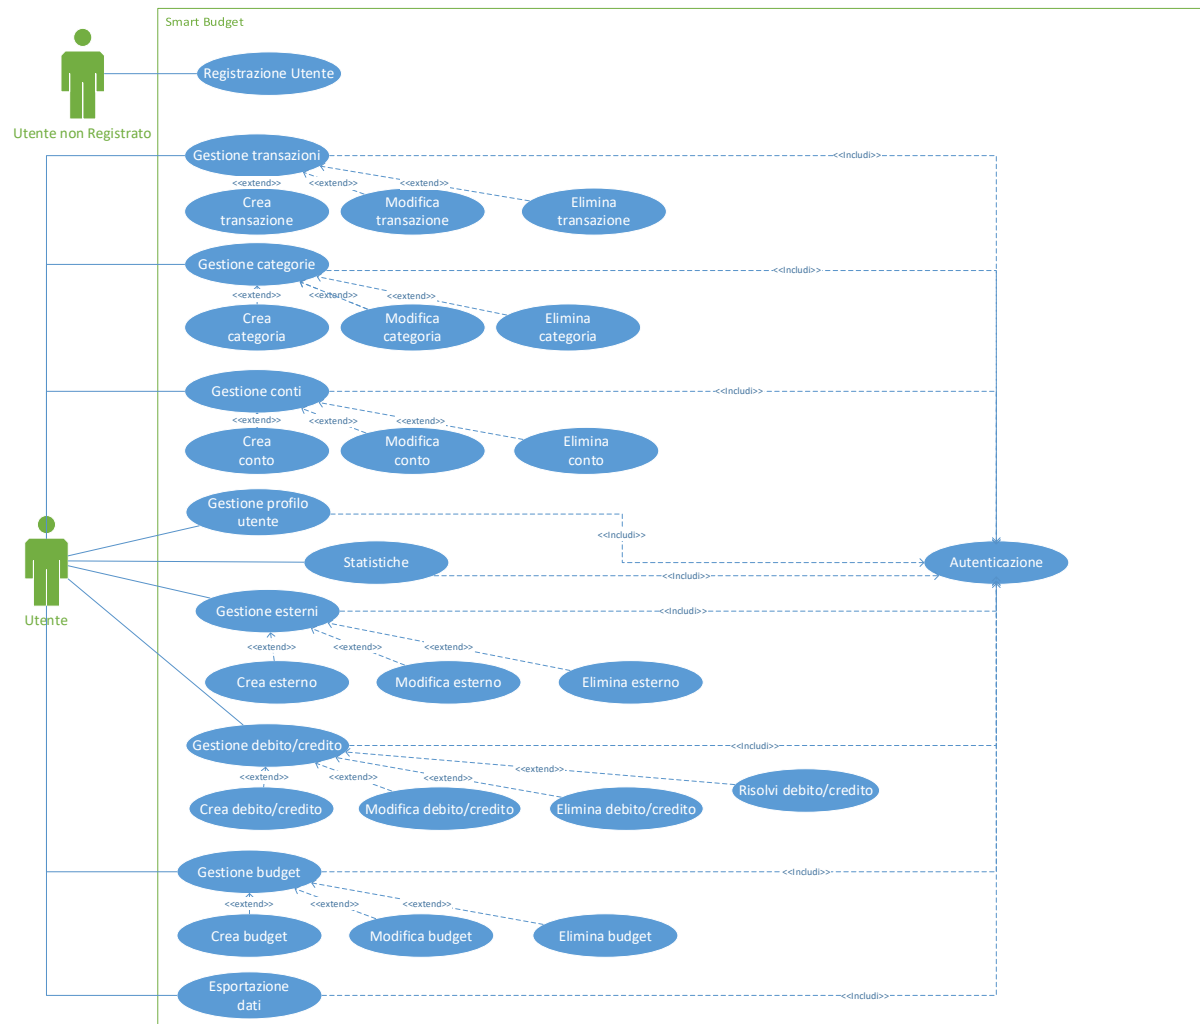 Smart Budget
Registrazione Utente
Utente non Registrato
Gestione transazioni
<<Includi>>
<<extend>>
<<extend>>
<<extend>>
Crea
transazione
Modifica
transazione
Elimina
transazione
Gestione categorie
<<Includi>>
<<extend>>
<<extend>>
<<extend>>
Crea
categoria
Modifica
categoria
Elimina
categoria
Gestione conti
<<Includi>>
<<extend>>
<<extend>>
<<extend>>
Crea
conto
Modifica
conto
Elimina
conto
Gestione profilo
utente
<<Includi>>
Statistiche
Autenticazione
<<Includi>>
Utente
Gestione esterni
<<Includi>>
<<extend>>
<<extend>>
<<extend>>
Crea esterno
Modifica esterno
Elimina esterno
Gestione debito/credito
<<Includi>>
<<extend>>
<<extend>>
<<extend>>
<<extend>>
Risolvi debito/credito
Crea debito/credito
Modifica debito/credito
Elimina debito/credito
Gestione budget
<<Includi>>
<<extend>>
<<extend>>
<<extend>>
Crea budget
Modifica budget
Elimina budget
Esportazione
dati
<<Includi>>